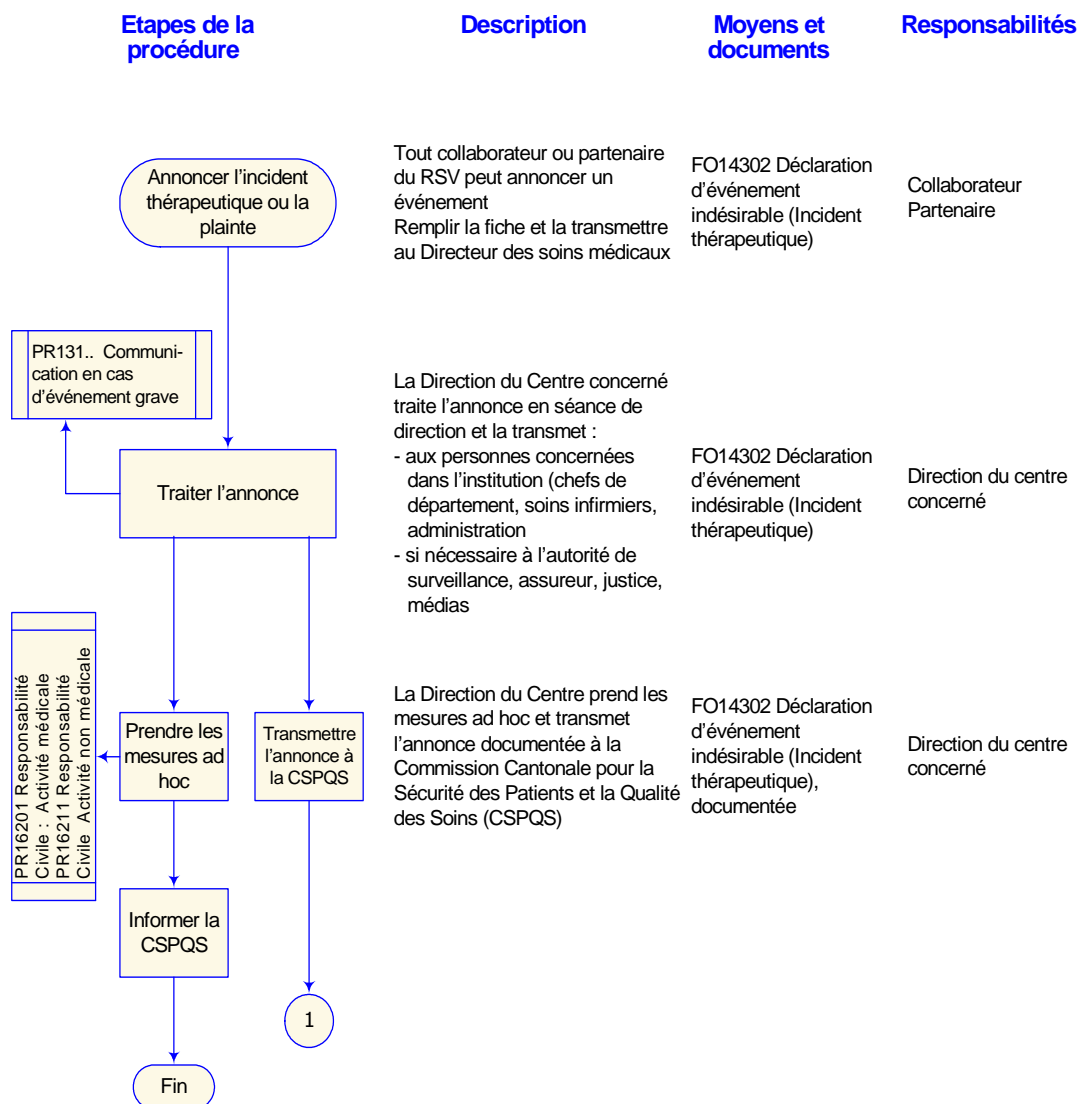 Etapes de la
procédure
Description
Moyens et
documents
Responsabilités
Annoncer l'incident
thérapeutique ou la
plainte
Tout collaborateur ou partenaire
du RSV peut annoncer un
événement
Remplir la fiche et la transmettre
au Directeur des soins médicaux
FO14302 Déclaration
d'événement
indésirable (Incident
thérapeutique)
Collaborateur
Partenaire
PR131.. Communi-
cation en cas
d'événement grave
Traiter l'annonce
La Direction du Centre concerné
traite l'annonce en séance de
direction et la transmet :
- aux personnes concernées
dans l'institution (chefs de
département, soins infirmiers,
administration
- si nécessaire à l'autorité de
surveillance, assureur, justice,
médias
FO14302 Déclaration
d'événement
indésirable (Incident
thérapeutique)
Direction du centre
concerné
PR16201 Responsabilité
Civile : Activité médicale
PR16211 Responsabilité
Civile Activité non médicale
Prendre les
mesures ad
hoc
Transmettre
l'annonce à
la CSPQS
La Direction du Centre prend les
mesures ad hoc et transmet
l'annonce documentée à la
Commission Cantonale pour la
Sécurité des Patients et la Qualité
des Soins (CSPQS)
FO14302 Déclaration
d'événement
indésirable (Incident
thérapeutique),
documentée
Direction du centre
concerné
Informer la
CSPQS
1
Fin